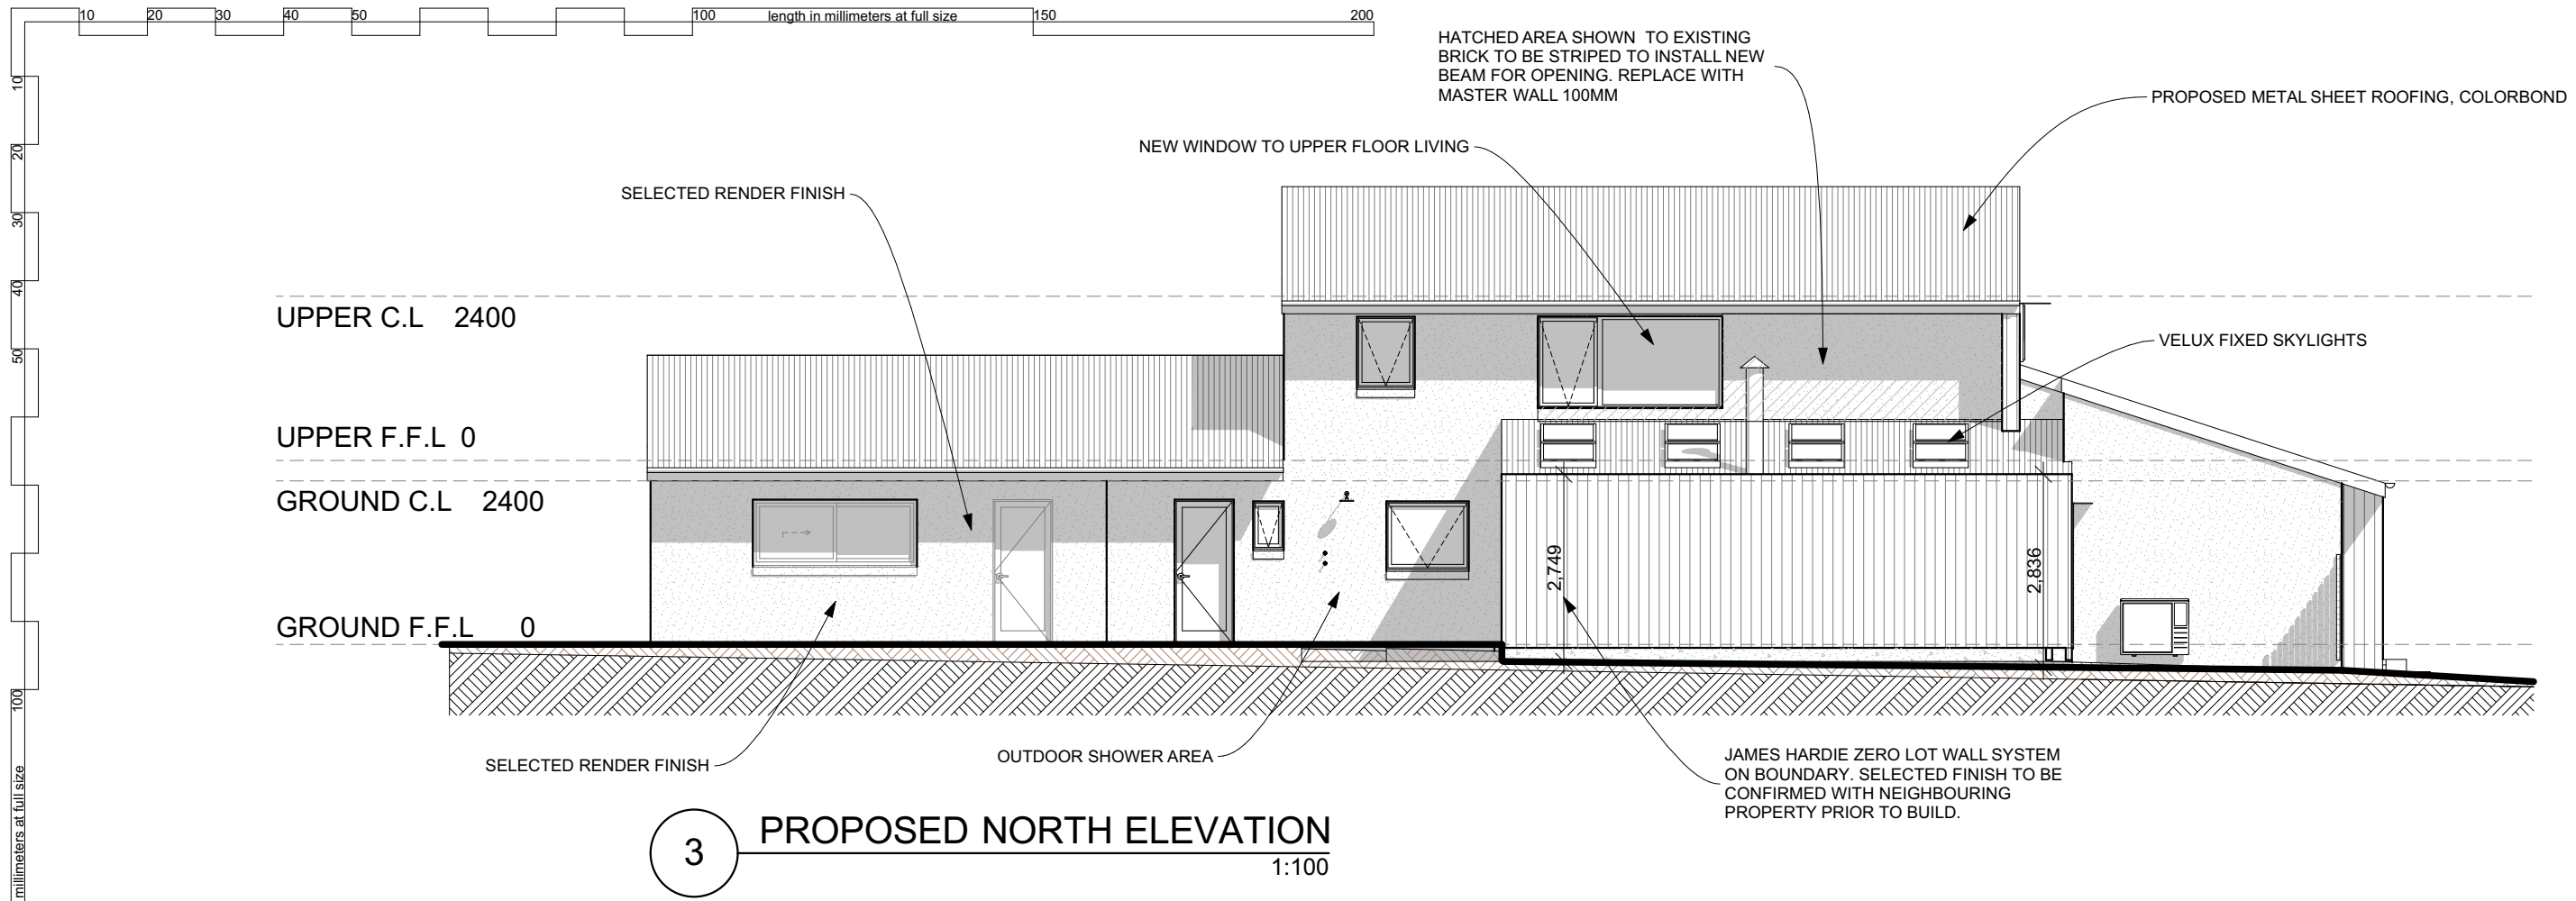 10 20 30 40 50 100 length in millimeters at full size 150 200
10
20
30
40
50
100
millimeters at full size
HATCHED AREA SHOWN TO EXISTING
BRICK TO BE STRIPED TO INSTALL NEW
BEAM FOR OPENING. REPLACE WITH
MASTER WALL 100MM
PROPOSED METAL SHEET ROOFING, COLORBOND
NEW WINDOW TO UPPER FLOOR LIVING
SELECTED RENDER FINISH
UPPER C.L 2400
VELUX FIXED SKYLIGHTS
UPPER F.F.L 0
GROUND C.L 2400
2,749
2,836
GROUND F.F.L 0
SELECTED RENDER FINISH
OUTDOOR SHOWER AREA
JAMES HARDIE ZERO LOT WALL SYSTEM
ON BOUNDARY. SELECTED FINISH TO BE
CONFIRMED WITH NEIGHBOURING
PROPERTY PRIOR TO BUILD.
3 PROPOSED NORTH ELEVATION
1:100